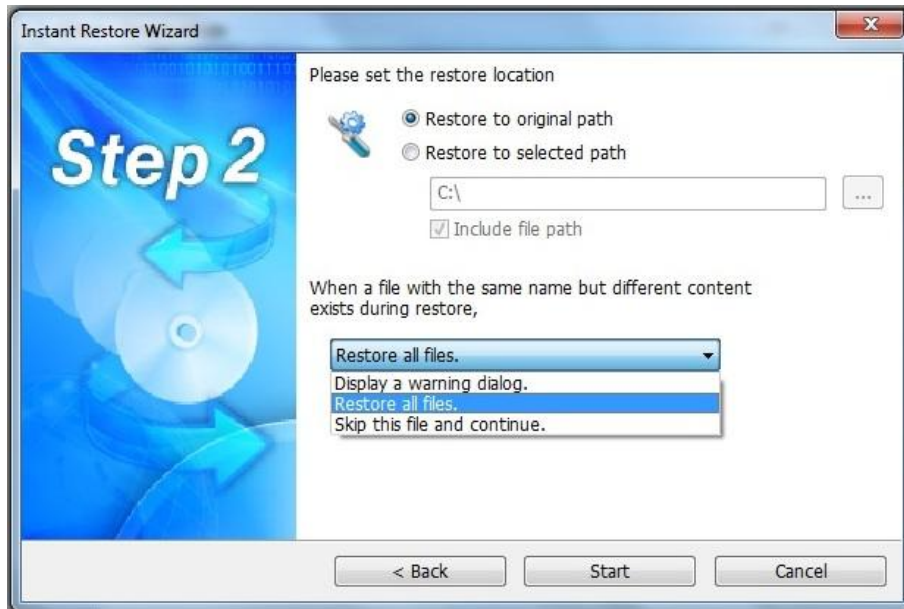 Instant Restore Wizard
Step 2
Please set the restore location
Restore to original path
Restore to selected path
C:\
...
Include file path
When a file with the same name but different content
exists during restore,
Restore all files.
Display a warning dialog.
Restore all files.
Skip this file and continue.
< Back
Start
Cancel